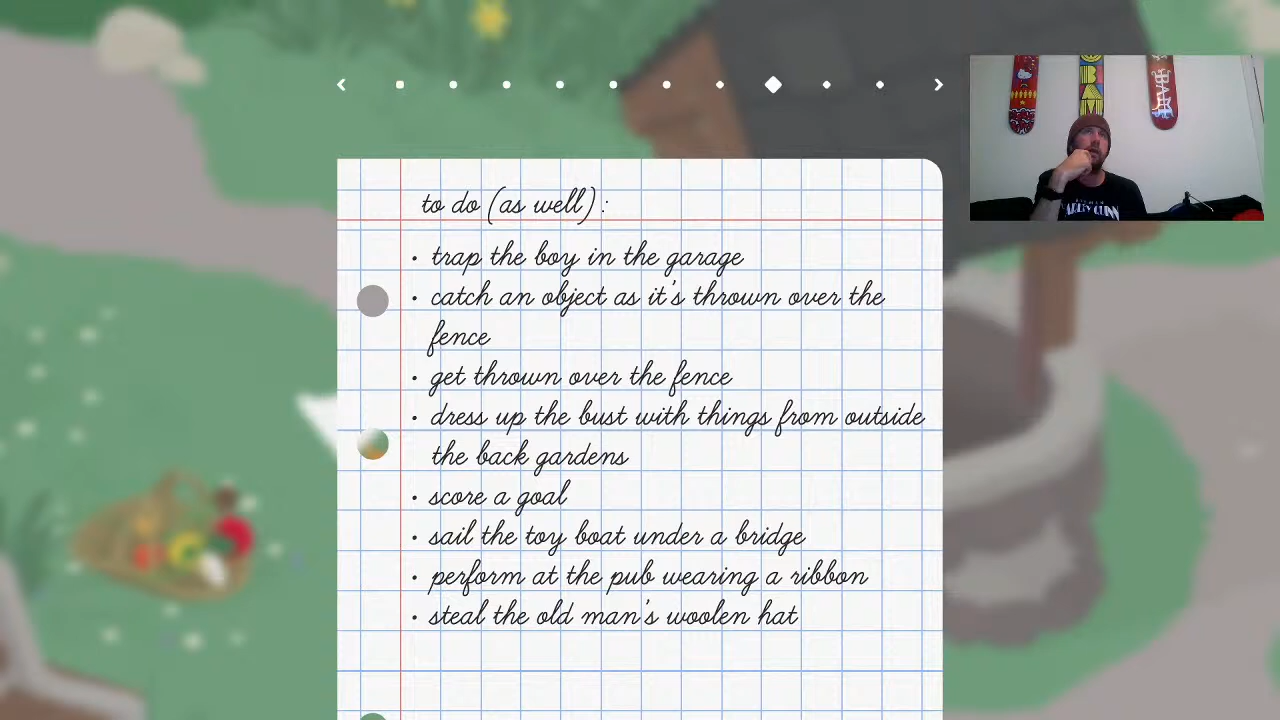 to do (as well):
• trap the boy in the garage
• catch an object as it's thrown over the
fence
• get thrown over the fence
• dress up the bust with things from outside
the back gardens
• score a goal
• sail the toy boat under a bridge
• perform at the pub wearing a ribbon
• steal the old man's woolen hat